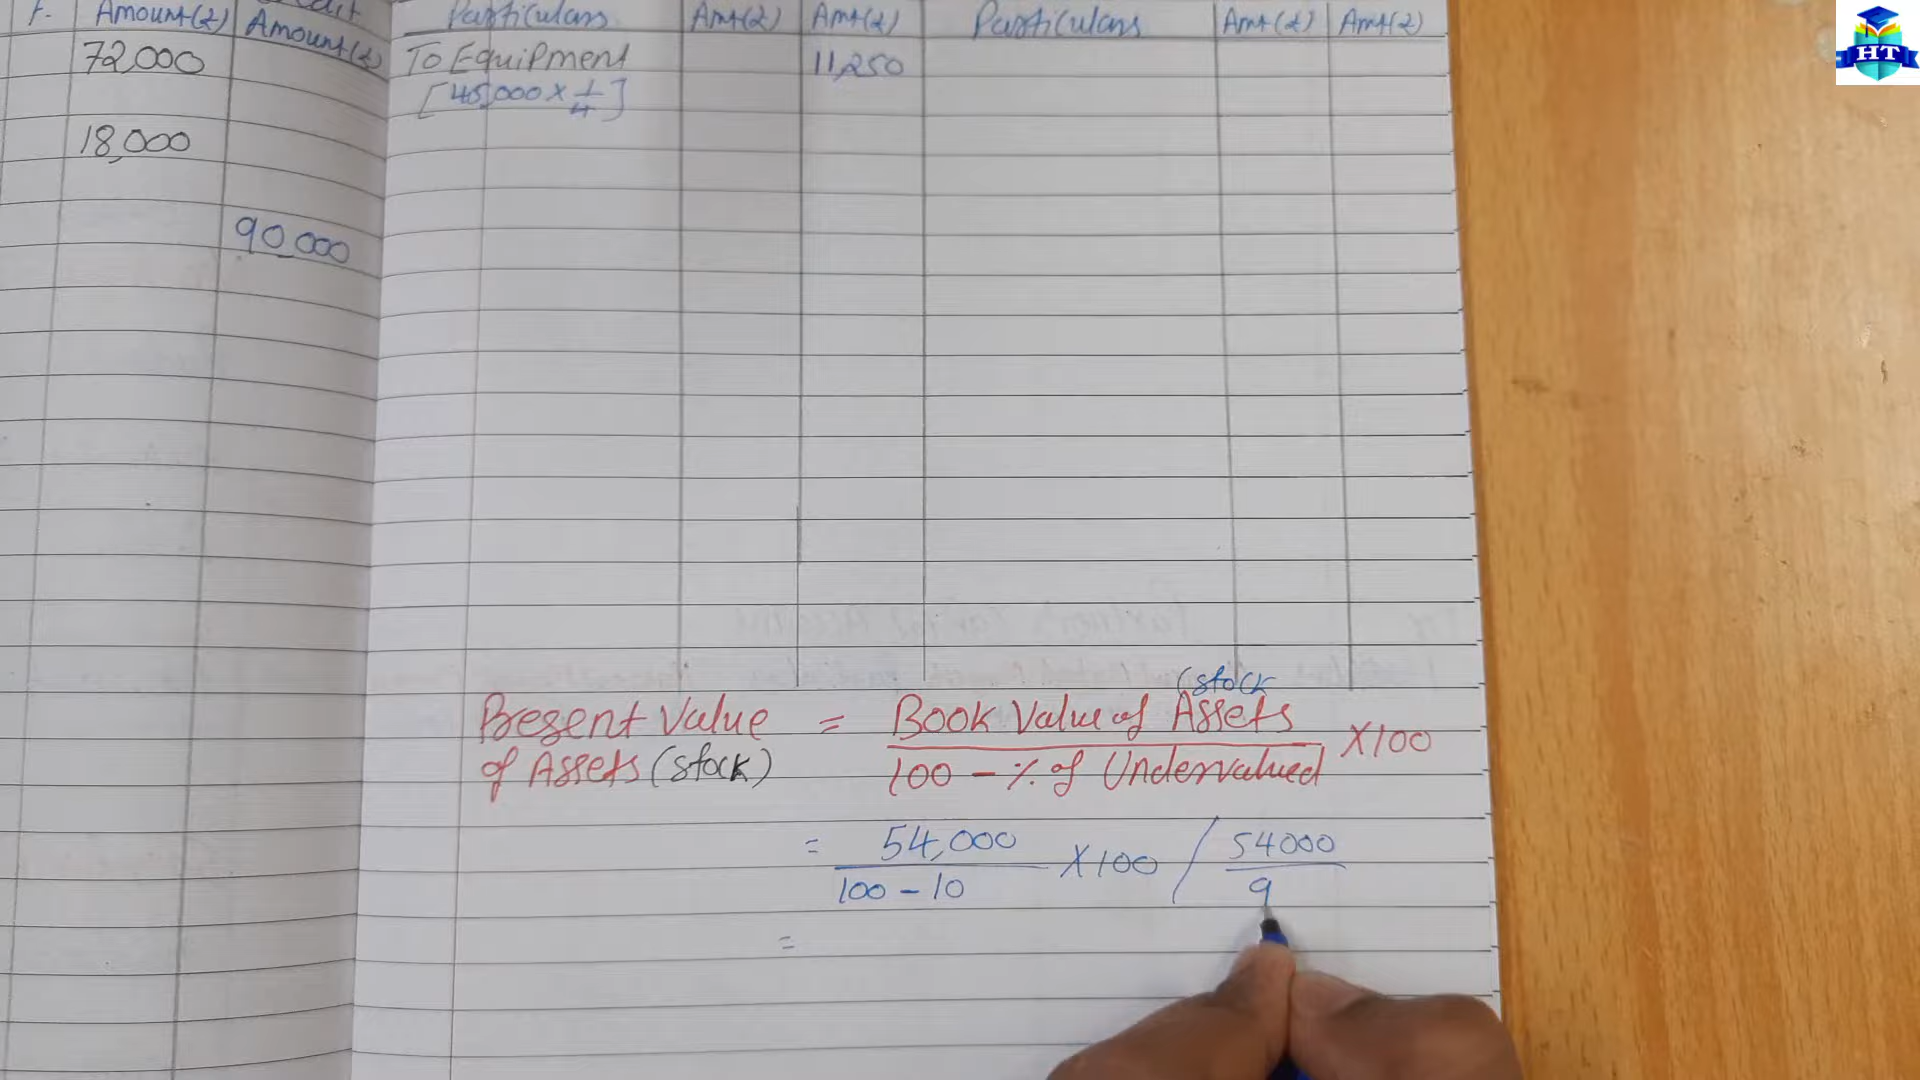 F. Amount(₹) Amount(₹)
72,000
18,000
90,000
Particulars Amt(₹) Amt(₹) Particulars Amt(₹) Amt(₹)
To Equipment 11,250
[45,000 × 1/4]
(stock
Present Value = Book Value of Assets × 100
of Assets (stock) 100 - % of Undervalued
= 54,000 × 100 / 54000
100 - 10 9
=
HT